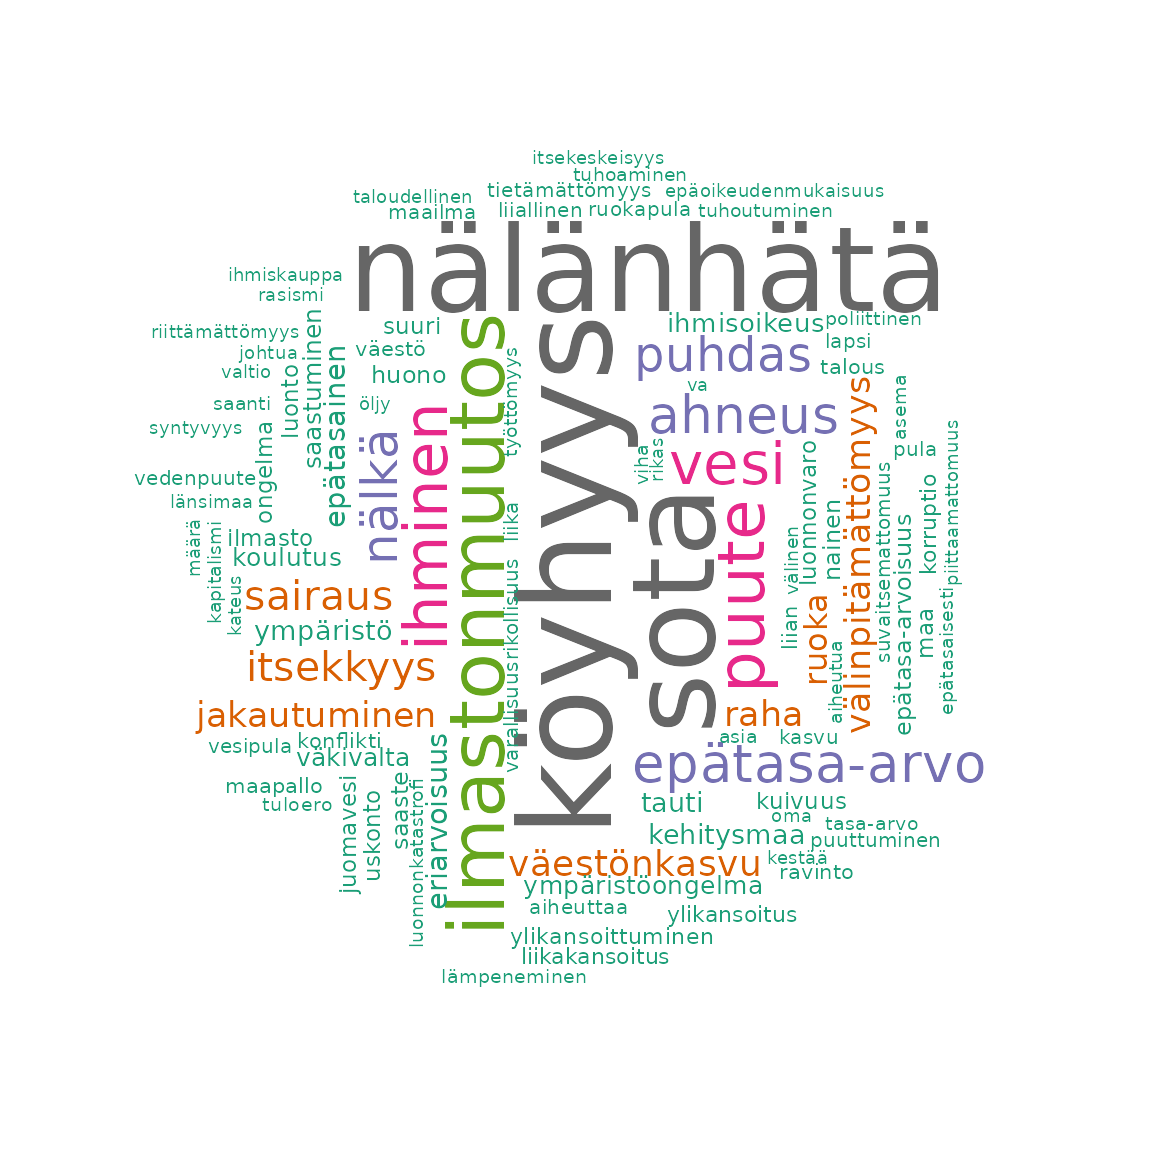 itsekeskeisyys
tuhoaminen
tietämättömyys
epäoikeudenmukaisuus
taloudellinen
maailma
liiallinen
ruokapula
tuhoutuminen
nälänhätä
ihmiskauppa
rasismi
riittämättömyys
suuri
ihmisoikeus
poliittinen
johtua
väestö
puhdas
lapsi
valtio
huono
talous
va
saanti
öljy
ahneus
syntyvyys
pula
vedenpuute
vesi
länsimaa
ilmasto
koulutus
sairaus
ympäristö
itsekkyys
jakautuminen
raha
vesipula
konflikti
väkivalta
asia
kasvu
epätasa-arvo
maapallo
tuloero
tauti
kuivuus
oma
tasa-arvo
kehitysmaa
puuttuminen
väestönkasvu
kestää
ravinto
ympäristöongelma
aiheuttaa
ylikansoitus
ylikansoittuminen
liikakansoitus
lämpeneminen
määrä
kapitalismi
kateus
ongelma
luonto
saastuminen
epätasainen
nälkä
ihminen
ilmastonmuutos
työttömyys
liika
rikollisuus
varallisuus
köyhyys
viha
rikas
sota
puute
välinen
liian
luonnonvaro
ruoka
nainen
aiheutua
välinpitämättömyys
suvaitsemattomuus
asema
epätasa-arvoisuus
korruptio
maa
piittaamattomuus
epätasaisesti
juomavesi
uskonto
saaste
luonnonkatastrofi
eriarvoisuus